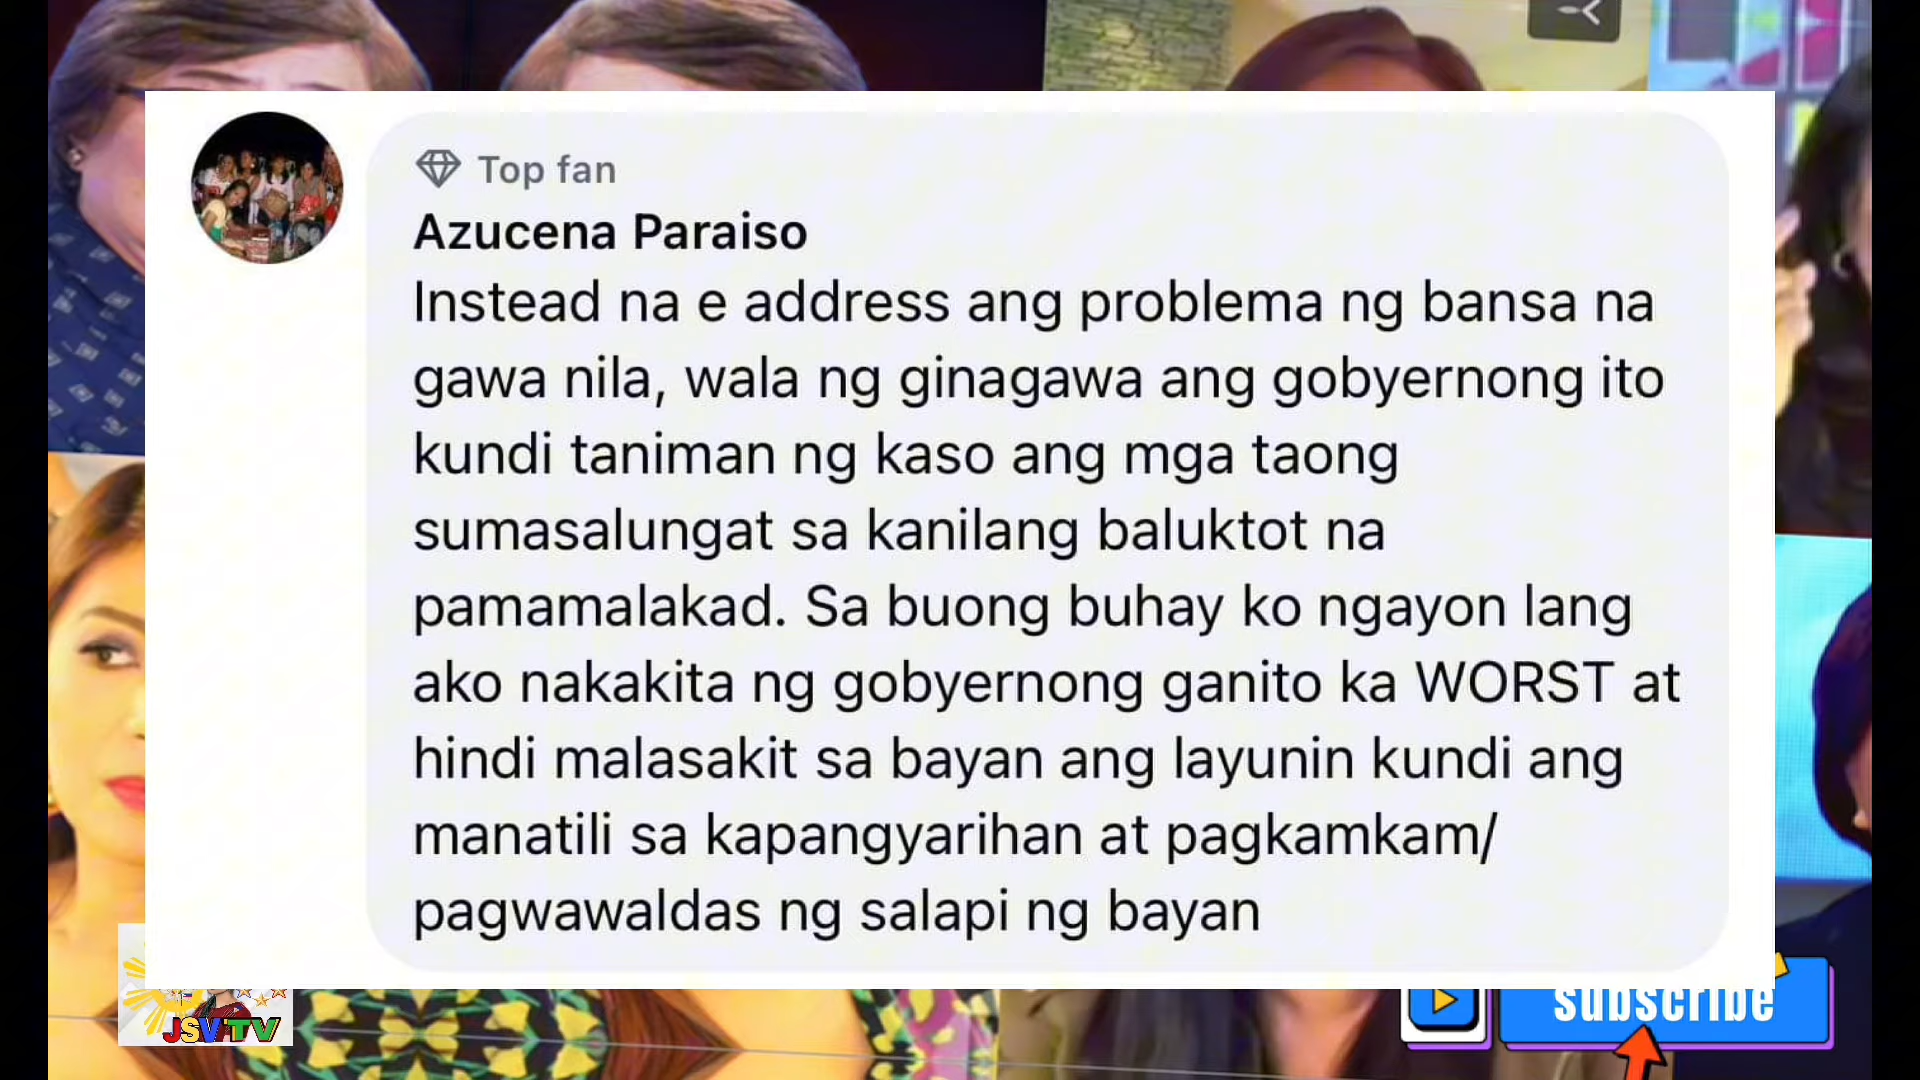 Top fan
Azucena Paraiso
Instead na e address ang problema ng bansa na
gawa nila, wala ng ginagawa ang gobyernong ito
kundi taniman ng kaso ang mga taong
sumasalungat sa kanilang baluktot na
pamamalakad. Sa buong buhay ko ngayon lang
ako nakakita ng gobyernong ganito ka WORST at
hindi malasakit sa bayan ang layunin kundi ang
manatili sa kapangyarihan at pagkamkam/
pagwawaldas ng salapi ng bayan
subscribe
JSV TV